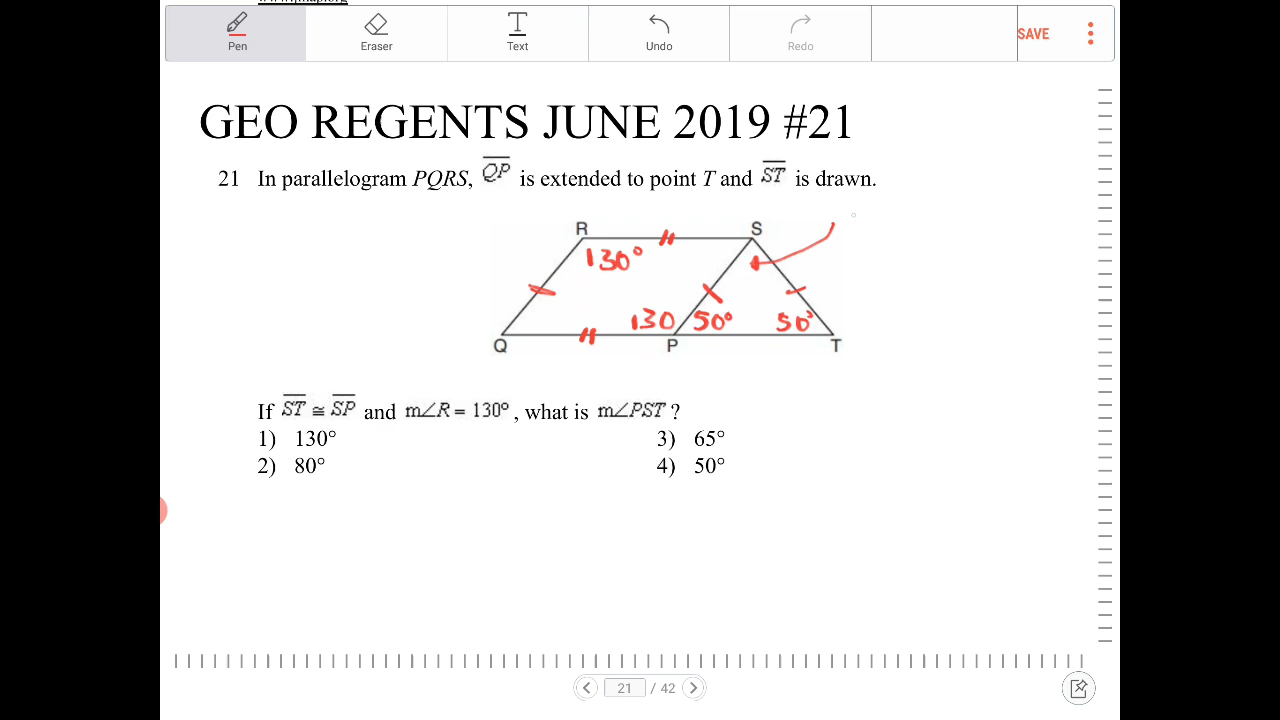 Pen Eraser Text Undo Redo SAVE
GEO REGENTS JUNE 2019 #21
21 In parallelogram PQRS, QP is extended to point T and ST is drawn.
R S
130°
130 50° 50°
Q P T
If ST ≅ SP and m∠R = 130°, what is m∠PST?
1) 130° 3) 65°
2) 80° 4) 50°
21 / 42